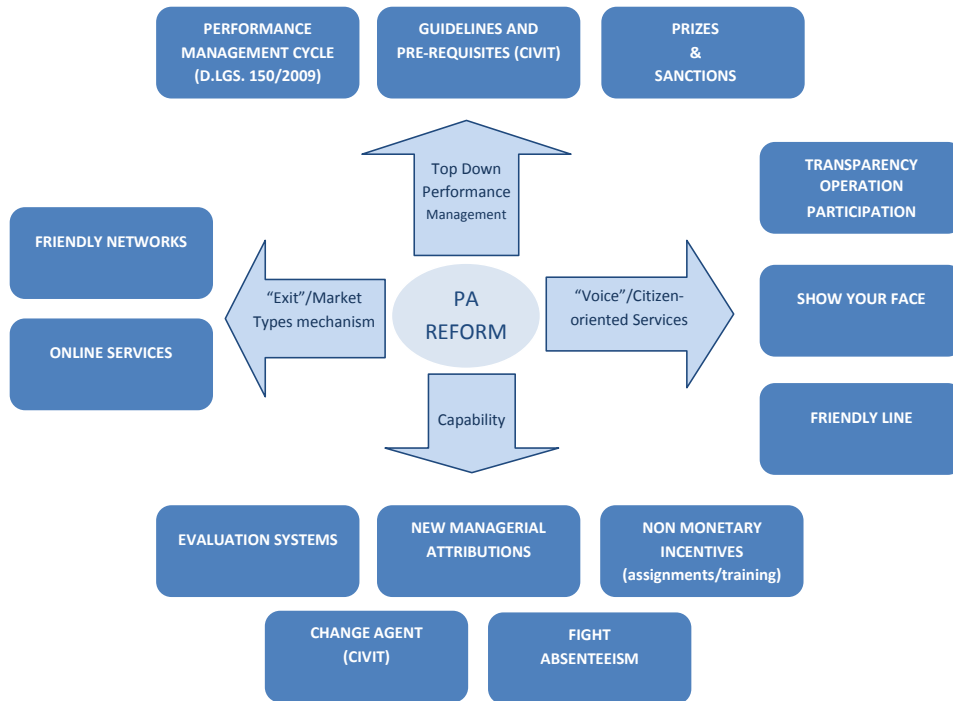 PERFORMANCE
MANAGEMENT CYCLE
(D.LGS. 150/2009)
GUIDELINES AND
PRE-REQUISITES (CIVIT)
PRIZES
&
SANCTIONS
Top Down
Performance
Management
TRANSPARENCY
OPERATION
PARTICIPATION
FRIENDLY NETWORKS
“Exit”/Market
Types mechanism
PA
REFORM
“Voice”/Citizen-
oriented Services
SHOW YOUR FACE
ONLINE SERVICES
Capability
FRIENDLY LINE
EVALUATION SYSTEMS
NEW MANAGERIAL
ATTRIBUTIONS
NON MONETARY
INCENTIVES
(assignments/training)
CHANGE AGENT
(CIVIT)
FIGHT
ABSENTEEISM